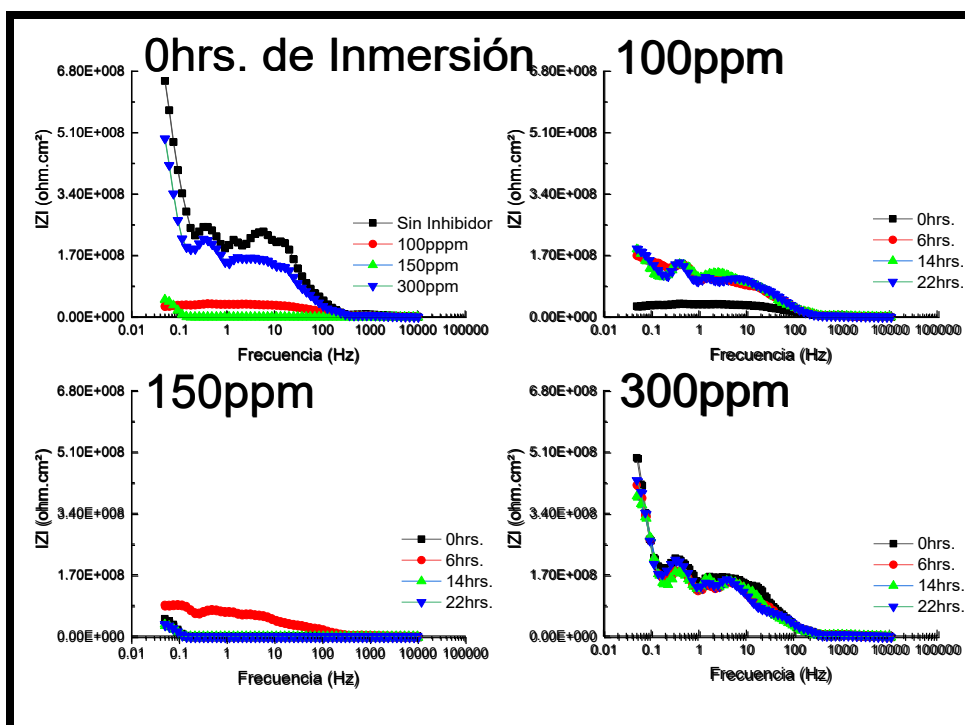 0hrs. de Inmersión
6.80E+008
5.10E+008
3.40E+008
1.70E+008
0.00E+000
IZI (ohm.cm²)
Sin Inhibidor
100pppm
150ppm
300ppm
0.01 0.1 1 10 100 1000 10000 100000
Frecuencia (Hz)
100ppm
6.80E+008
5.10E+008
3.40E+008
1.70E+008
0.00E+000
IZI (ohm.cm²)
0hrs.
6hrs.
14hrs.
22hrs.
0.01 0.1 1 10 100 1000 10000 100000
Frecuencia (Hz)
150ppm
6.80E+008
5.10E+008
3.40E+008
1.70E+008
0.00E+000
IZI (ohm.cm²)
0hrs.
6hrs.
14hrs.
22hrs.
0.01 0.1 1 10 100 1000 10000 100000
Frecuencia (Hz)
300ppm
6.80E+008
5.10E+008
3.40E+008
1.70E+008
0.00E+000
IZI (ohm.cm²)
0hrs.
6hrs.
14hrs.
22hrs.
0.01 0.1 1 10 100 1000 10000 100000
Frecuencia (Hz)